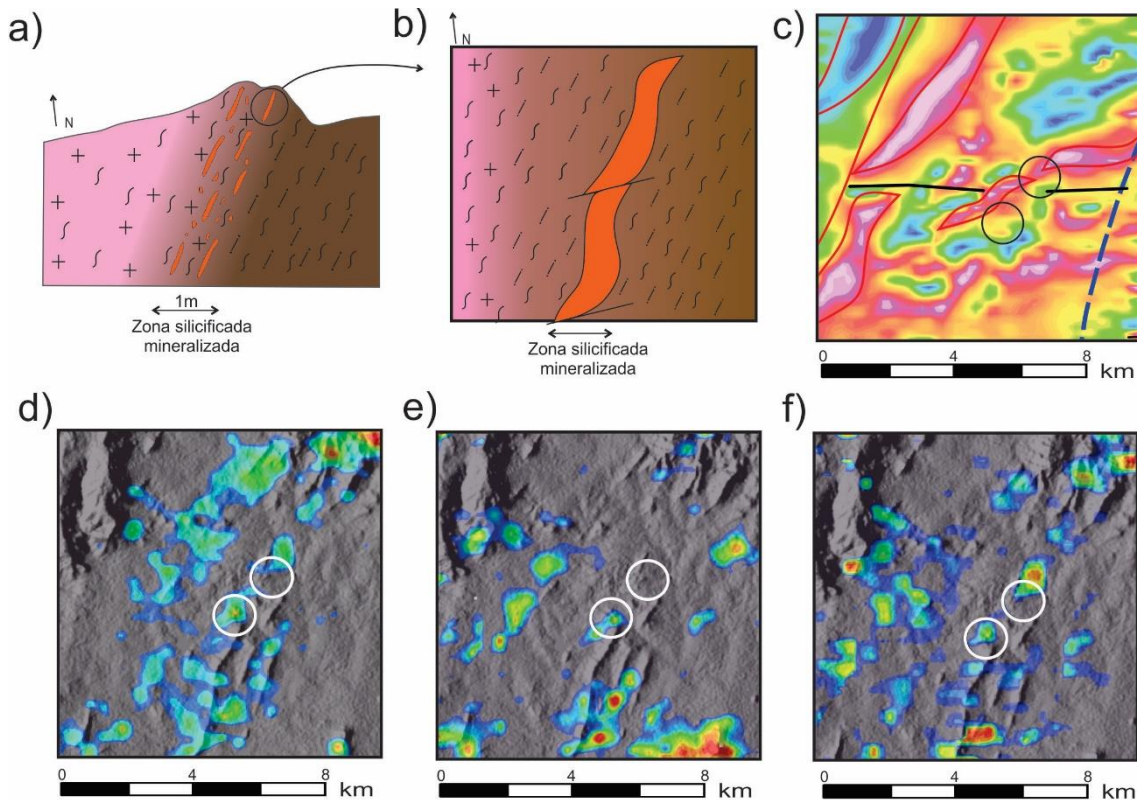 a)
N
1m
Zona silicificada
mineralizada
b)
N
Zona silicificada
mineralizada
c)
0 4 8
km
d)
0 4 8
km
e)
0 4 8
km
f)
0 4 8
km